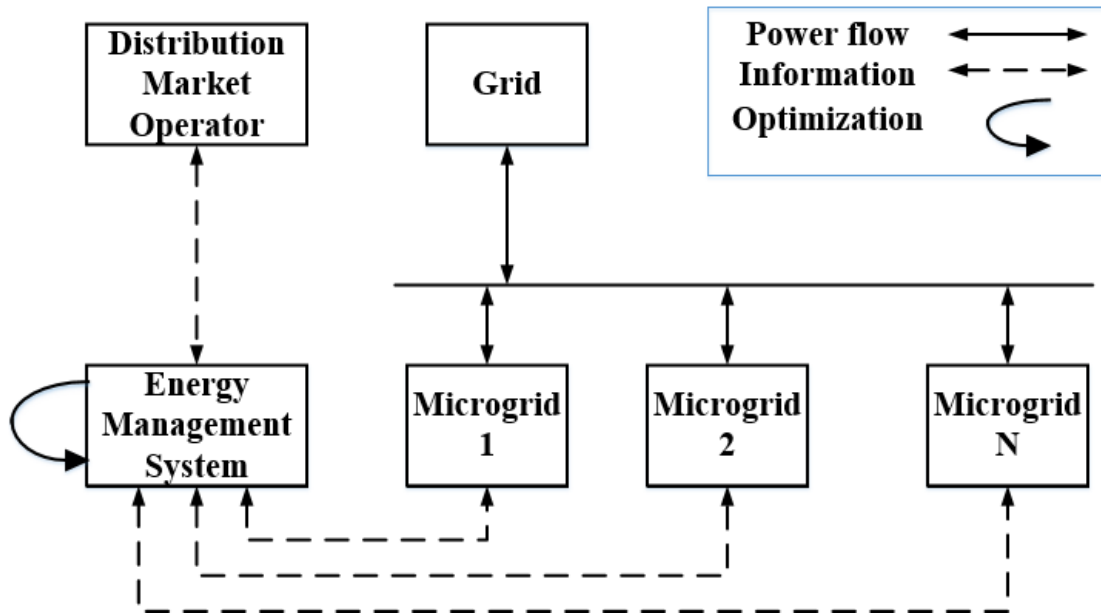 Distribution
Market
Operator
Grid
Power flow
Information
Optimization
Energy
Management
System
Microgrid
1
Microgrid
2
Microgrid
N